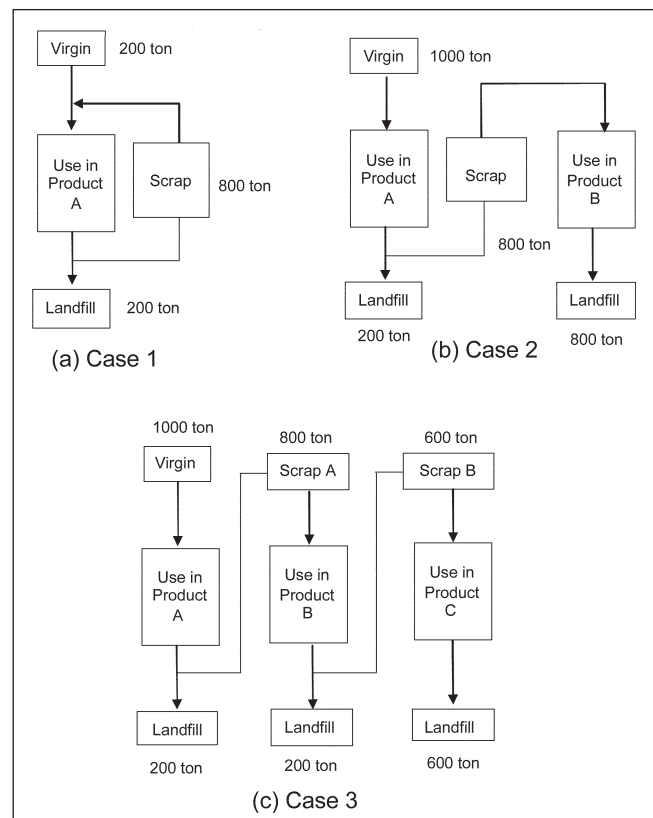 Virgin 200 ton
Use in
Product
A
Scrap
800 ton
Landfill 200 ton
(a) Case 1
Virgin 1000 ton
Use in
Product
A
Scrap
Use in
Product
B
800 ton
Landfill
200 ton
Landfill
800 ton
(b) Case 2
1000 ton
Virgin
800 ton
Scrap A
600 ton
Scrap B
Use in
Product
A
Use in
Product
B
Use in
Product
C
Landfill
200 ton
Landfill
200 ton
Landfill
600 ton
(c) Case 3